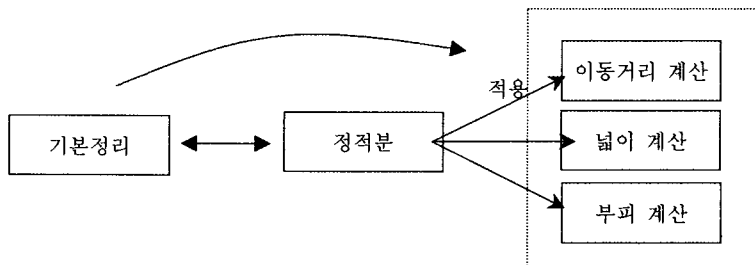 이동거리 계산
적용
기본정리
정적분
넓이 계산
부피 계산